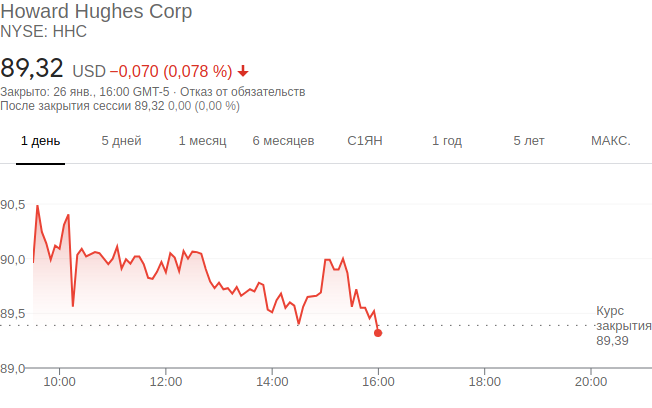 Howard Hughes Corp
NYSE: HHC
89,32 USD −0,070 (0,078 %)
Закрыто: 26 янв., 16:00 GMT-5 · Отказ от обязательств
После закрытия сессии 89,32 0,00 (0,00 %)
1 день 5 дней 1 месяц 6 месяцев С1ЯН 1 год 5 лет МАКС.
90,5
90,0
89,5
Курс
закрытия
89,39
89,0
10:00 12:00 14:00 16:00 18:00 20:00